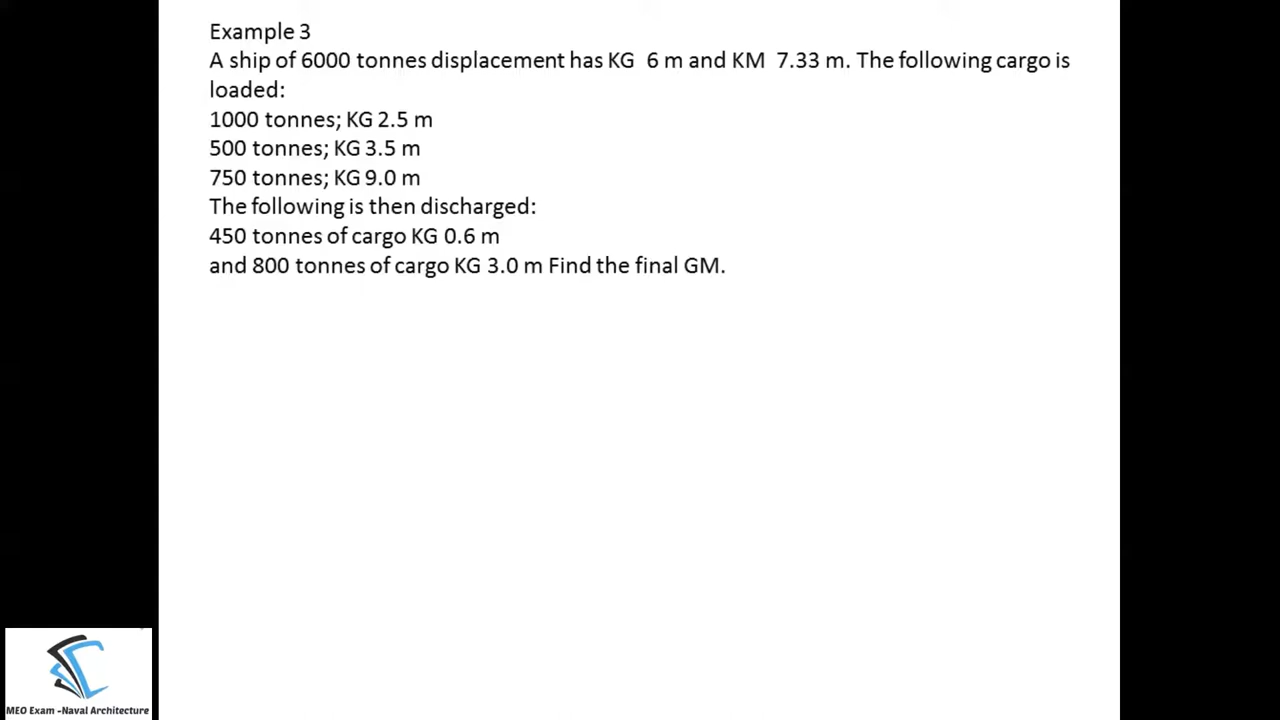 Example 3
A ship of 6000 tonnes displacement has KG 6 m and KM 7.33 m. The following cargo is
loaded:
1000 tonnes; KG 2.5 m
500 tonnes; KG 3.5 m
750 tonnes; KG 9.0 m
The following is then discharged:
450 tonnes of cargo KG 0.6 m
and 800 tonnes of cargo KG 3.0 m Find the final GM.
MEO Exam -Naval Architecture